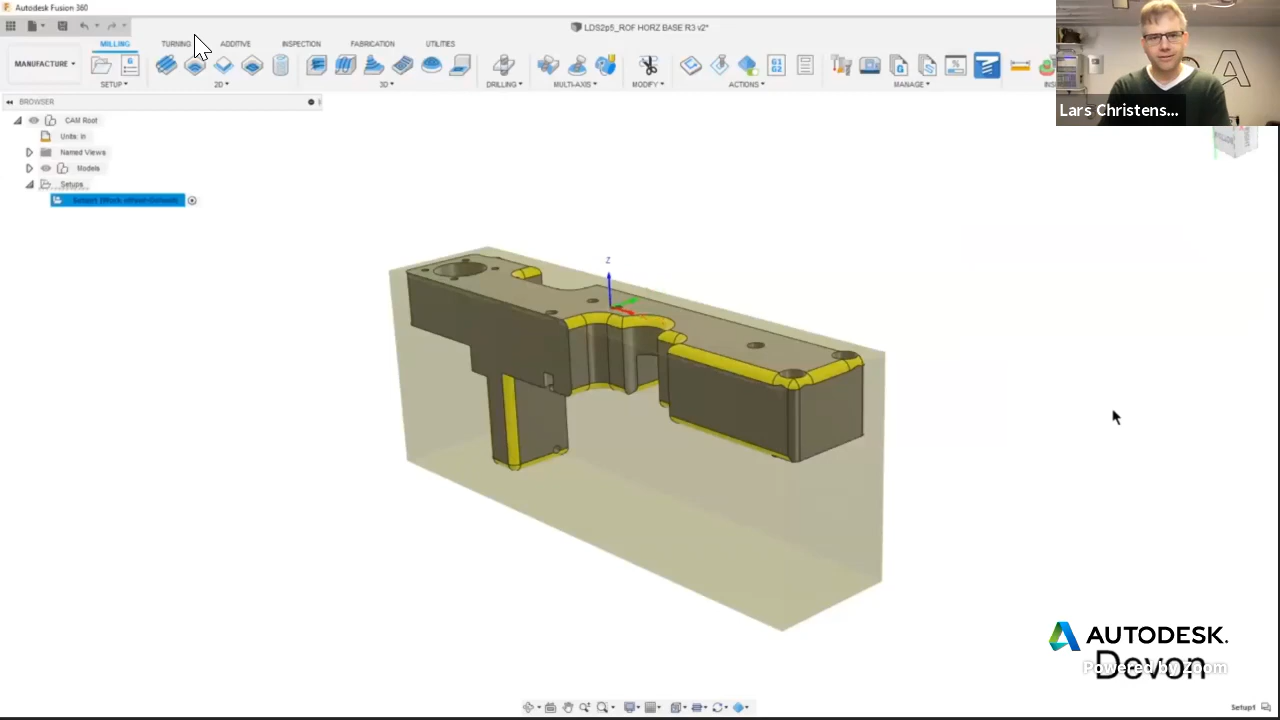 Autodesk Fusion 360
LDS2p5_ROF HORZ BASE R3 v2*
MILLING TURNING ADDITIVE INSPECTION FABRICATION UTILITIES
MANUFACTURE
SETUP 2D 3D DRILLING MULTI-AXIS MODIFY ACTIONS MANAGE
G1
G2
BROWSER
CAM Root
Units: in
Named Views
Models
Setups
Z
Lars Christens...
AUTODESK.
Devon
Powered by zoom
Setup1